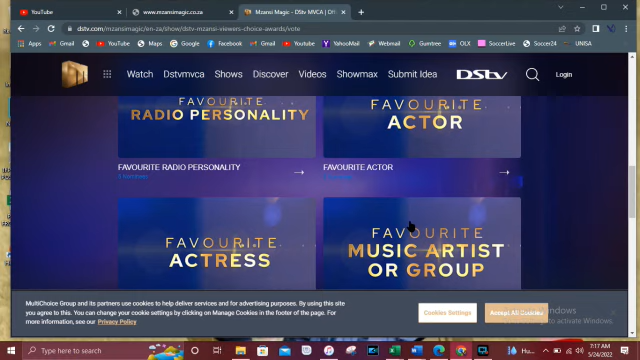 YouTube
www.mzansimagic.co.za
Mzansi Magic - DStv MVCA | Offi
dstv.com/mzansimagic/en-za/show/dstv-mzansi-viewers-choice-awards/vote
Apps
Gmail
YouTube
Maps
Google
Facebook
Gmail
Youtube
YahooMail
Webmail
Gumtree
OLX
SoccerLive
Soccer24
UNISA
Watch
Dstvmvca
Shows
Discover
Videos
Showmax
Submit Idea
DStv
Login
FAVOURITE
RADIO PERSONALITY
FAVOURITE
ACTOR
FAVOURITE RADIO PERSONALITY
FAVOURITE ACTOR
FAVOURITE
ACTRESS
FAVOURITE
MUSIC ARTIST
OR GROUP
MultiChoice Group and its partners use cookies to help deliver services and for advertising purposes. By using this
site you agree to this. You can change your cookie settings by clicking on Manage Cookies in the footer of the page. For
more information, see our Privacy Policy
Cookies Settings
Accept All Cookies
Windows
to activate Windows.
Type here to search
Hu...
7:17 AM
3/24/2022